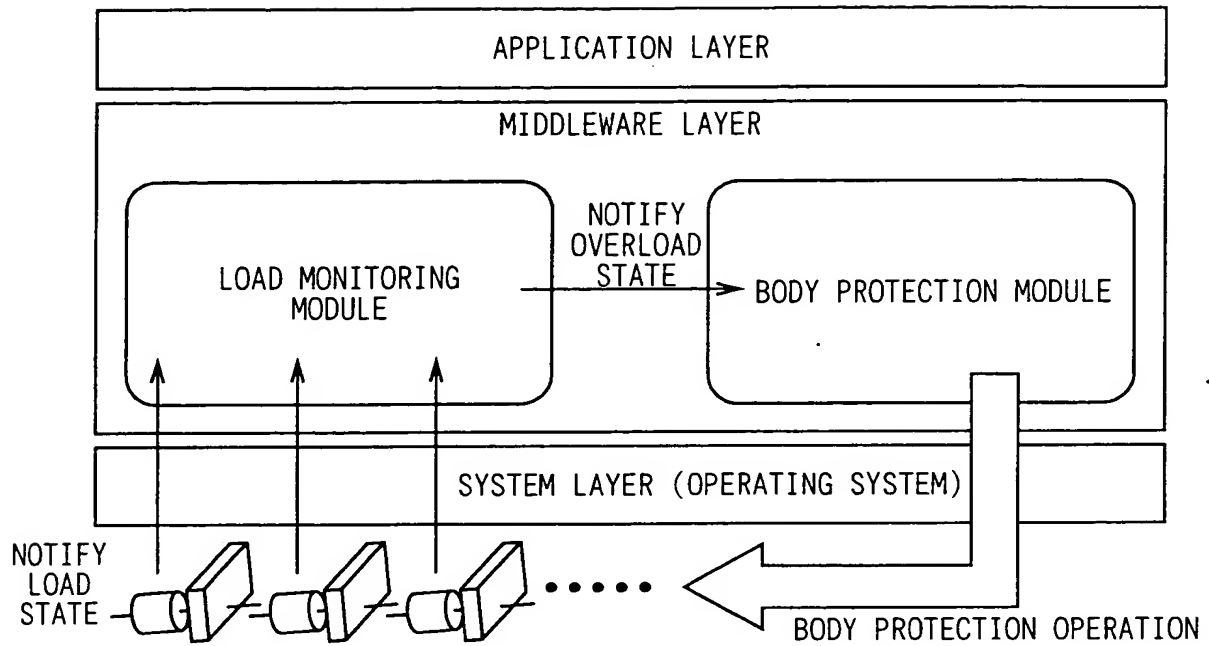 APPLICATION LAYER
MIDDLEWARE LAYER
LOAD MONITORING
MODULE
NOTIFY
OVERLOAD
STATE
BODY PROTECTION MODULE
SYSTEM LAYER (OPERATING SYSTEM)
NOTIFY
LOAD
STATE
BODY PROTECTION OPERATION